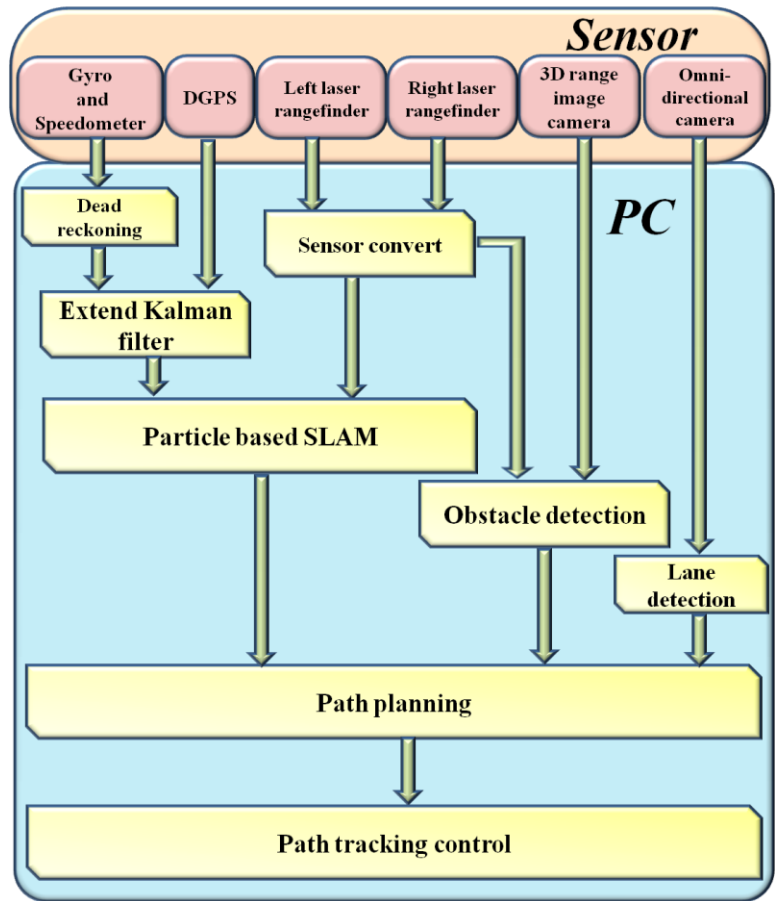 Sensor
Gyro
and
Speedometer
DGPS
Left laser
rangefinder
Right laser
rangefinder
3D range
image
camera
Omni-
directional
camera
PC
Dead
reckoning
Sensor convert
Extend Kalman
filter
Particle based SLAM
Obstacle detection
Lane
detection
Path planning
Path tracking control